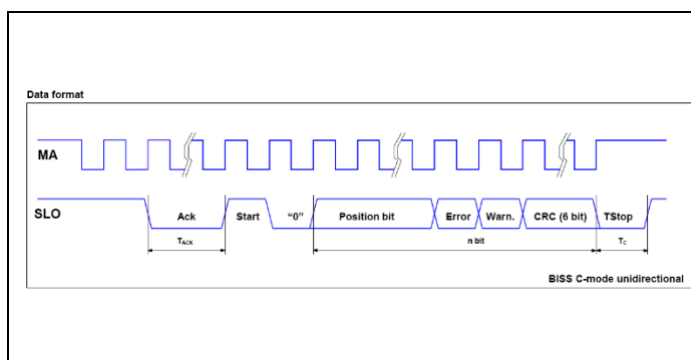 Data format
MA
SLO
Ack
Start
"0"
Position bit
Error
Warn.
CRC (6 bit)
TStop
TACK
n bit
TC
BISS C-mode unidirectional